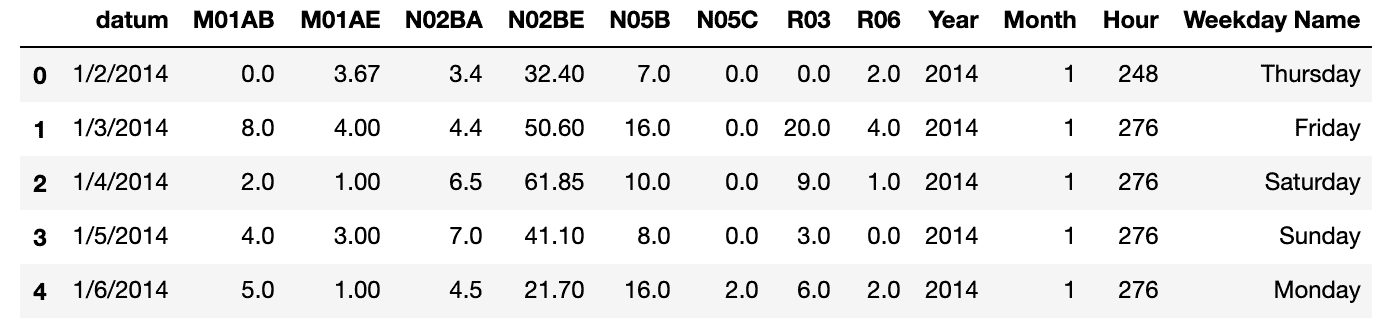 datum M01AB M01AE N02BA N02BE N05B N05C R03 R06 Year Month Hour Weekday Name
0 1/2/2014 0.0 3.67 3.4 32.40 7.0 0.0 0.0 2.0 2014 1 248 Thursday
1 1/3/2014 8.0 4.00 4.4 50.60 16.0 0.0 20.0 4.0 2014 1 276 Friday
2 1/4/2014 2.0 1.00 6.5 61.85 10.0 0.0 9.0 1.0 2014 1 276 Saturday
3 1/5/2014 4.0 3.00 7.0 41.10 8.0 0.0 3.0 0.0 2014 1 276 Sunday
4 1/6/2014 5.0 1.00 4.5 21.70 16.0 2.0 6.0 2.0 2014 1 276 Monday